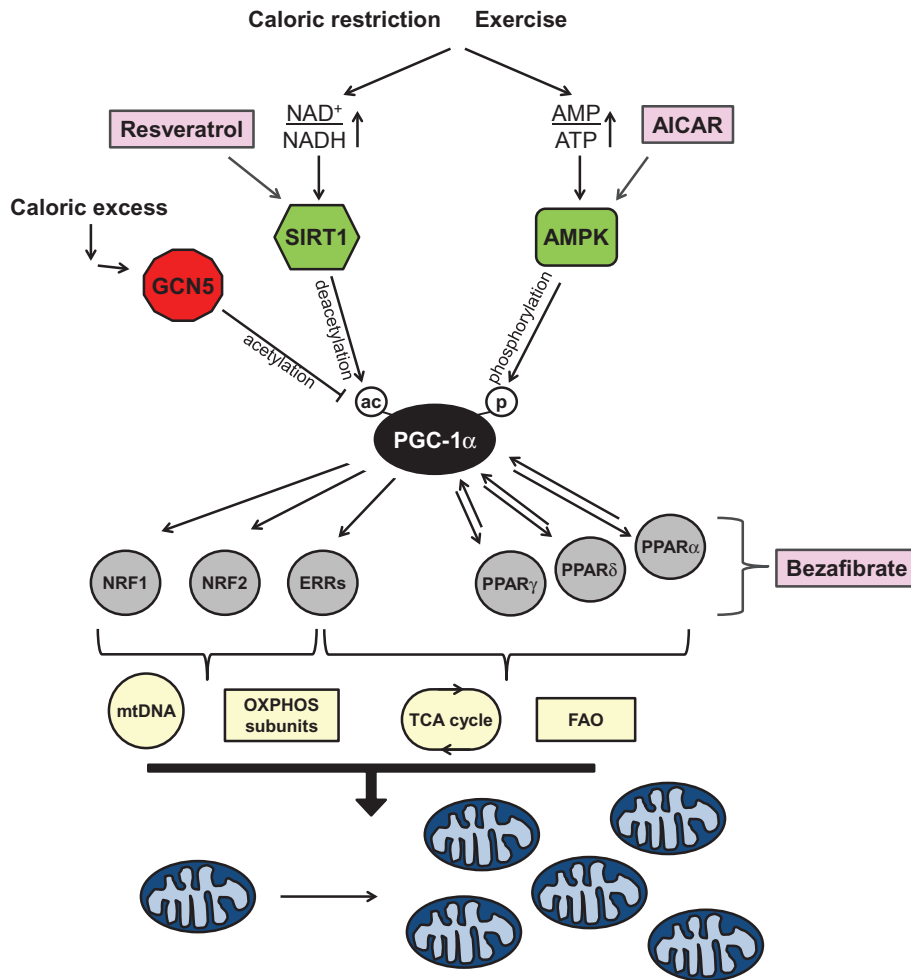 Caloric restriction Exercise
NAD⁺
NADH
AMP
ATP
Resveratrol
AICAR
Caloric excess
SIRT1
AMPK
GCN5
acetylation
deacetylation
phosphorylation
ac
p
PGC-1α
NRF1
NRF2
ERRs
PPARγ
PPARδ
PPARα
Bezafibrate
mtDNA
OXPHOS
subunits
TCA cycle
FAO